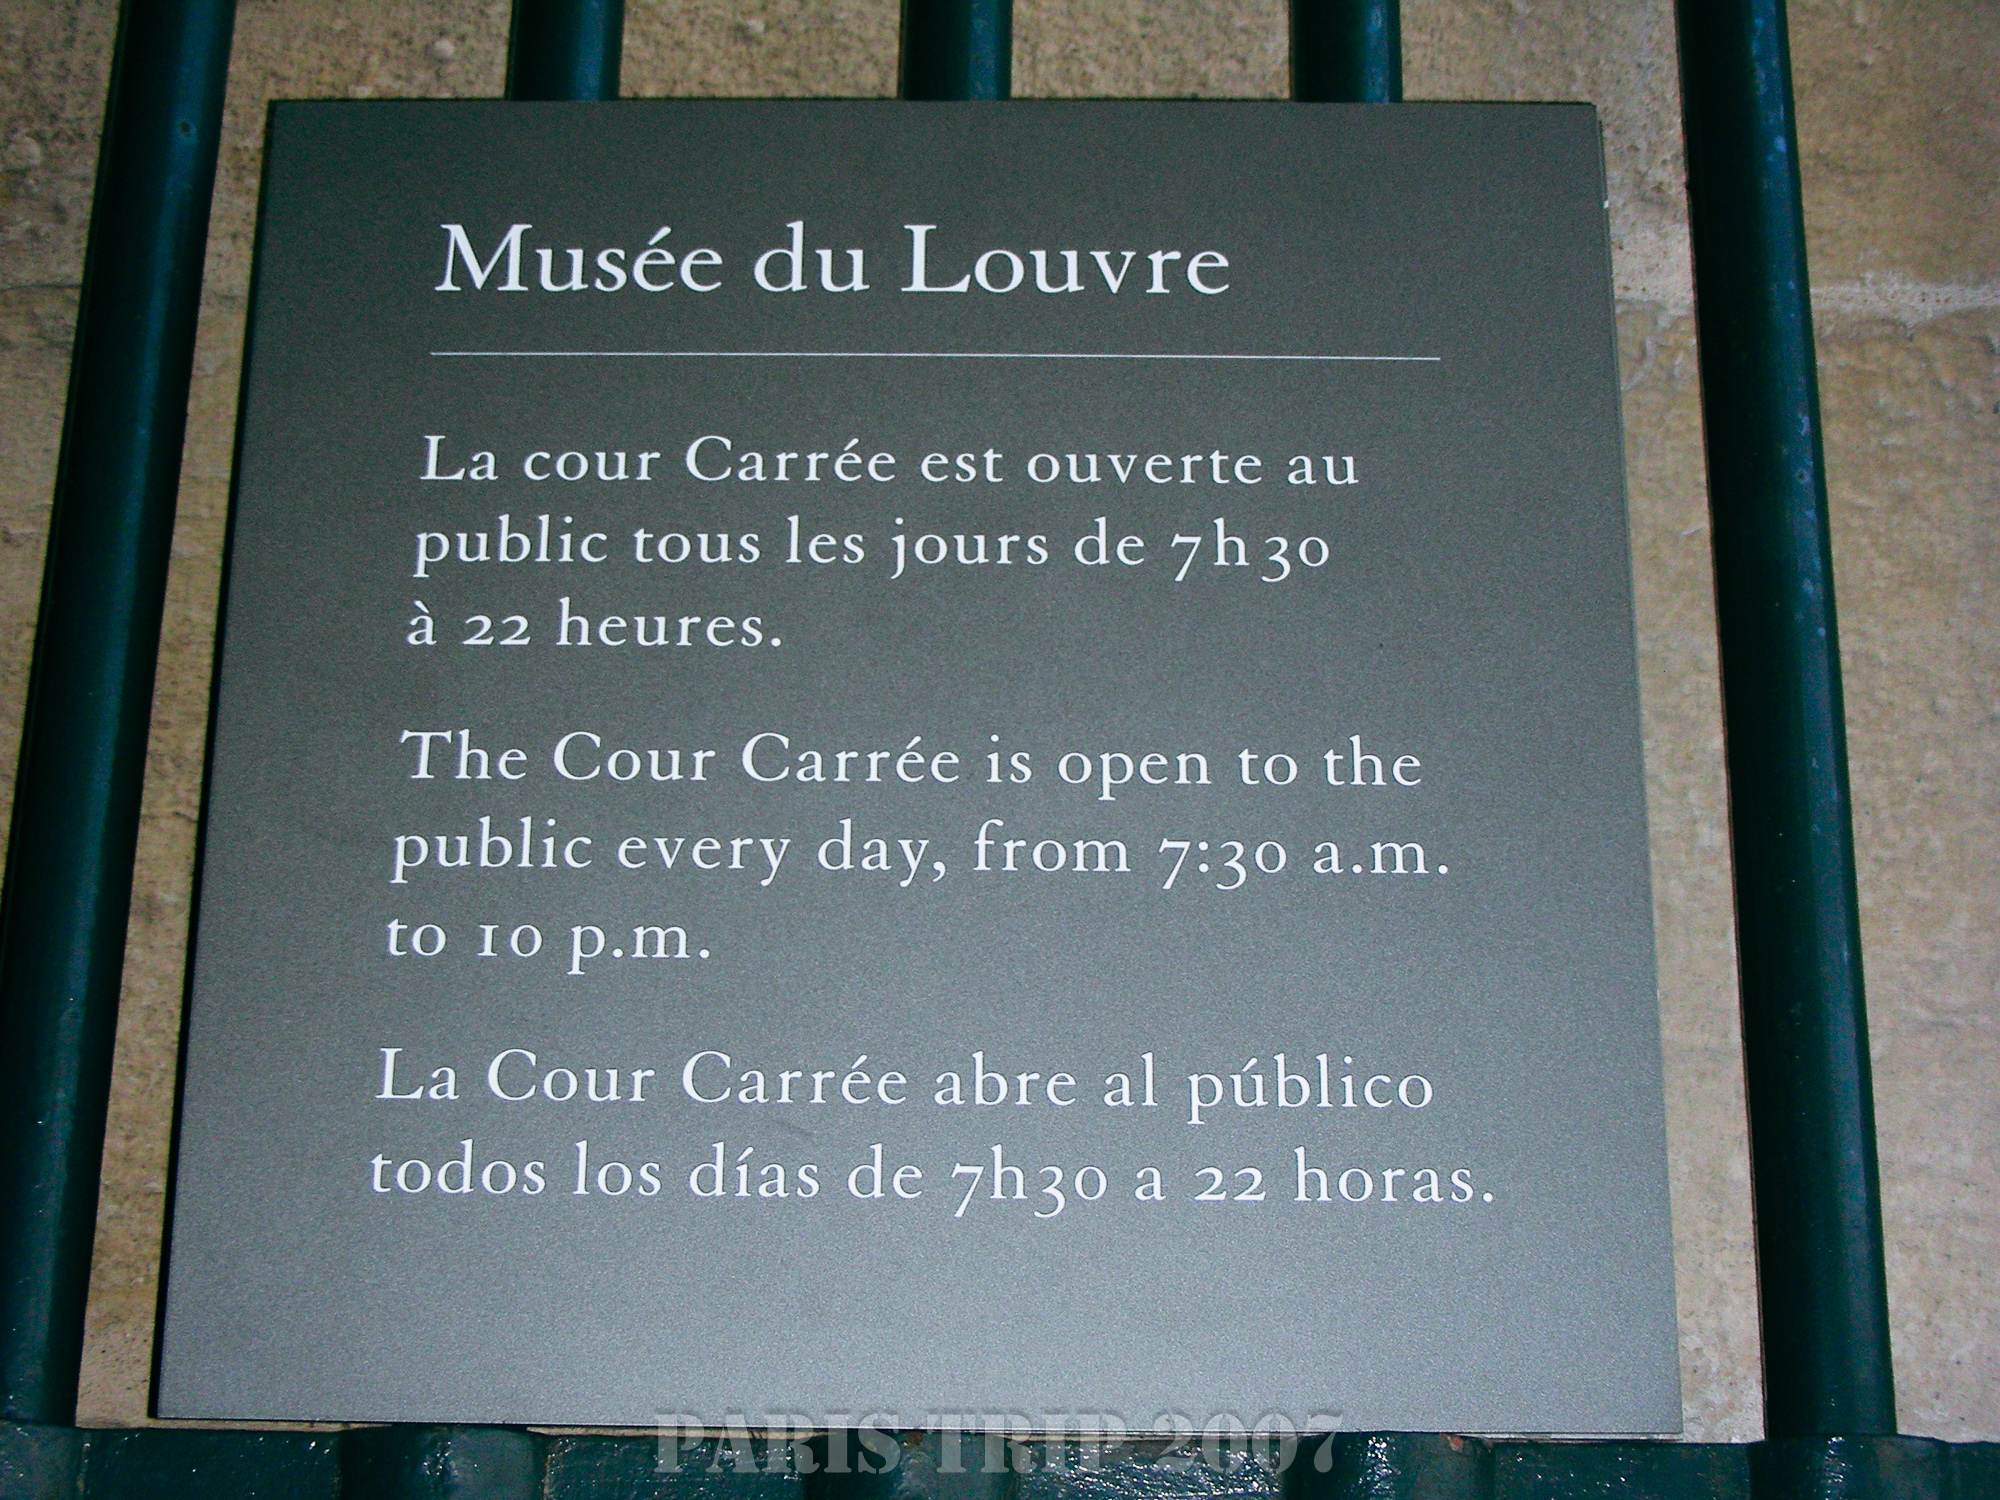 Musée du Louvre
La cour Carrée est ouverte au
public tous les jours de 7h30
à 22 heures.
The Cour Carrée is open to the
public every day, from 7:30 a.m.
to 10 p.m.
La Cour Carrée abre al público
todos los días de 7h30 a 22 horas.
PARIS TRIP 2007